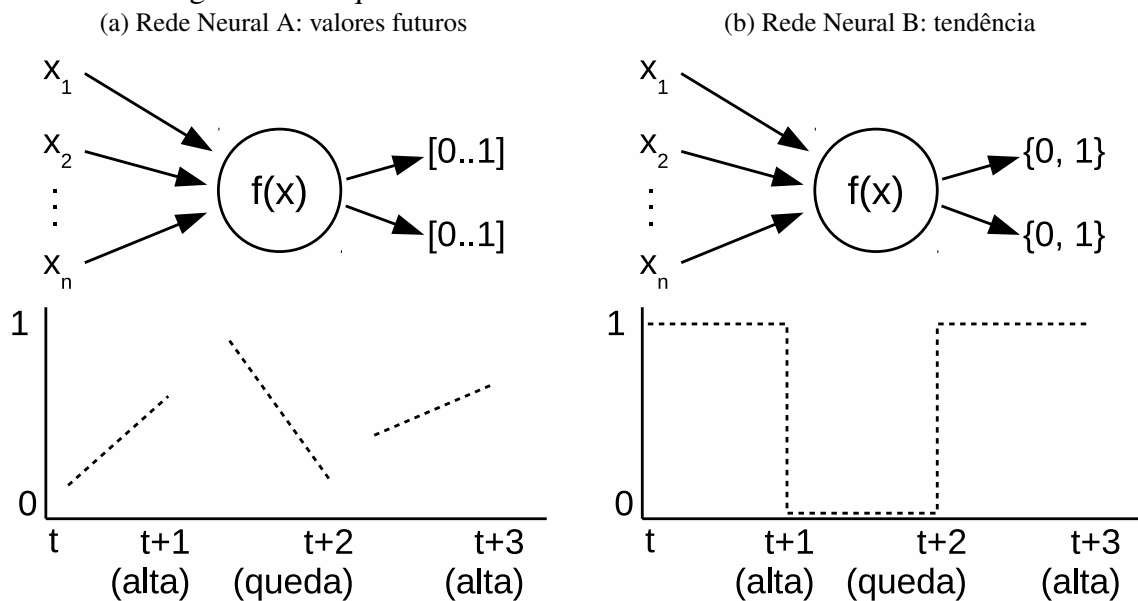 (a) Rede Neural A: valores futuros
x1
x2
⋮
xn
f(x)
[0..1]
[0..1]
1
0
t
t+1
t+2
t+3
(alta)
(queda)
(alta)
(b) Rede Neural B: tendência
x1
x2
⋮
xn
f(x)
{0, 1}
{0, 1}
1
0
t
t+1
t+2
t+3
(alta)
(queda)
(alta)